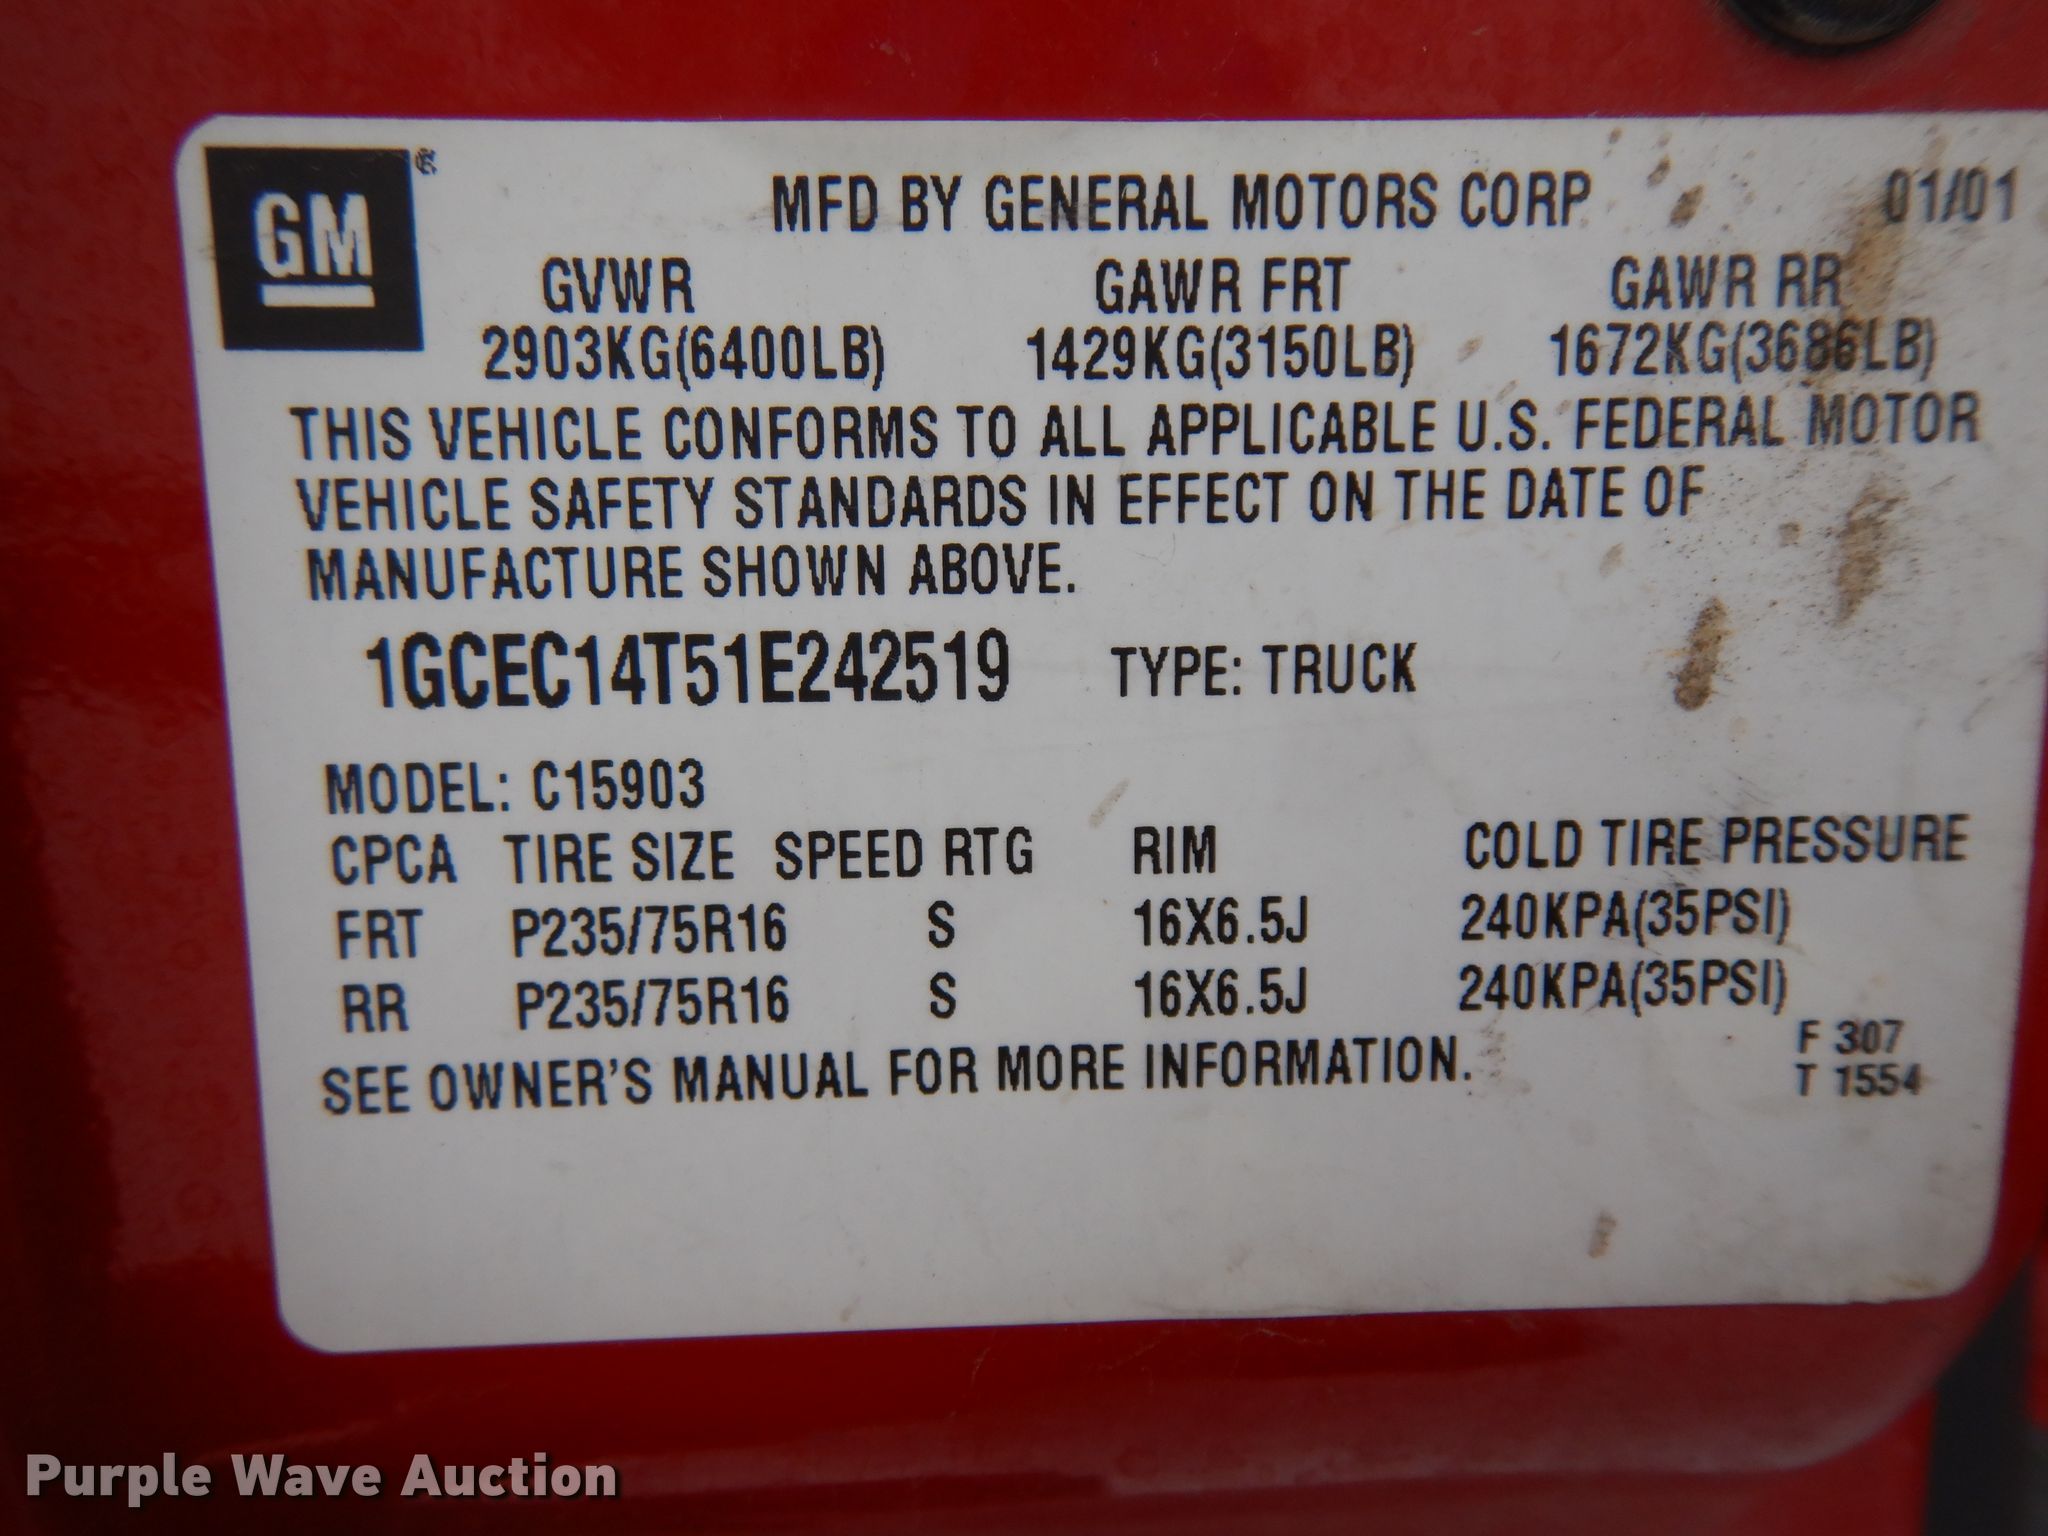 GM ®
MFD BY GENERAL MOTORS CORP 01/01
GVWR GAWR FRT GAWR RR
2903KG(6400LB) 1429KG(3150LB) 1672KG(3686LB)
THIS VEHICLE CONFORMS TO ALL APPLICABLE U.S. FEDERAL MOTOR
VEHICLE SAFETY STANDARDS IN EFFECT ON THE DATE OF
MANUFACTURE SHOWN ABOVE.
1GCEC14T51E242519 TYPE: TRUCK
MODEL: C15903
CPCA TIRE SIZE SPEED RTG RIM COLD TIRE PRESSURE
FRT P235/75R16 S 16X6.5J 240KPA(35PSI)
RR P235/75R16 S 16X6.5J 240KPA(35PSI)
SEE OWNER'S MANUAL FOR MORE INFORMATION.
F 307
T 1554
Purple Wave Auction